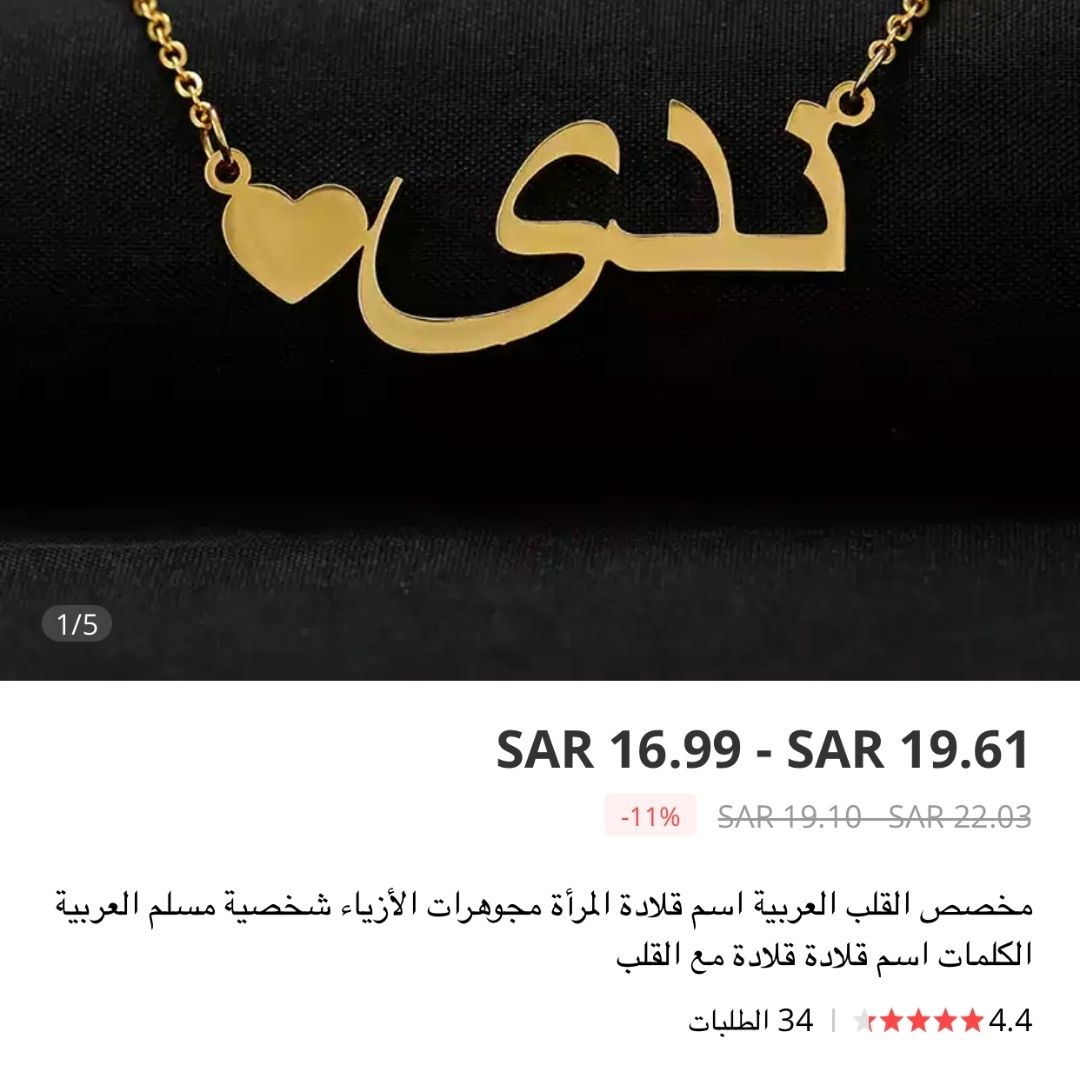 ندى
1/5
SAR 16.99 - SAR 19.61
SAR 19.10 - SAR 22.03 -11%
مخصص القلب العربية اسم قلادة المرأة مجوهرات الأزياء شخصية مسلم العربية
الكلمات اسم قلادة قلادة مع القلب
4.4 | 34 الطلبات